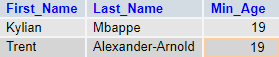 First_Name Last_Name Min_Age
Kylian Mbappe 19
Trent Alexander-Arnold 19